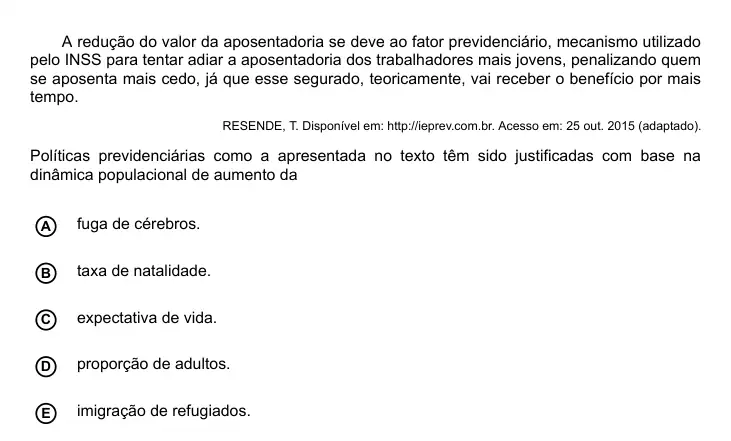 A redução do valor da aposentadoria se deve ao fator previdenciário, mecanismo utilizado
pelo INSS para tentar adiar a aposentadoria dos trabalhadores mais jovens, penalizando quem
se aposenta mais cedo, já que esse segurado, teoricamente, vai receber o benefício por mais
tempo.
RESENDE, T. Disponível em: http://ieprev.com.br. Acesso em: 25 out. 2015 (adaptado).
Políticas previdenciárias como a apresentada no texto têm sido justificadas com base na
dinâmica populacional de aumento da
A fuga de cérebros.
B taxa de natalidade.
C expectativa de vida.
D proporção de adultos.
E imigração de refugiados.